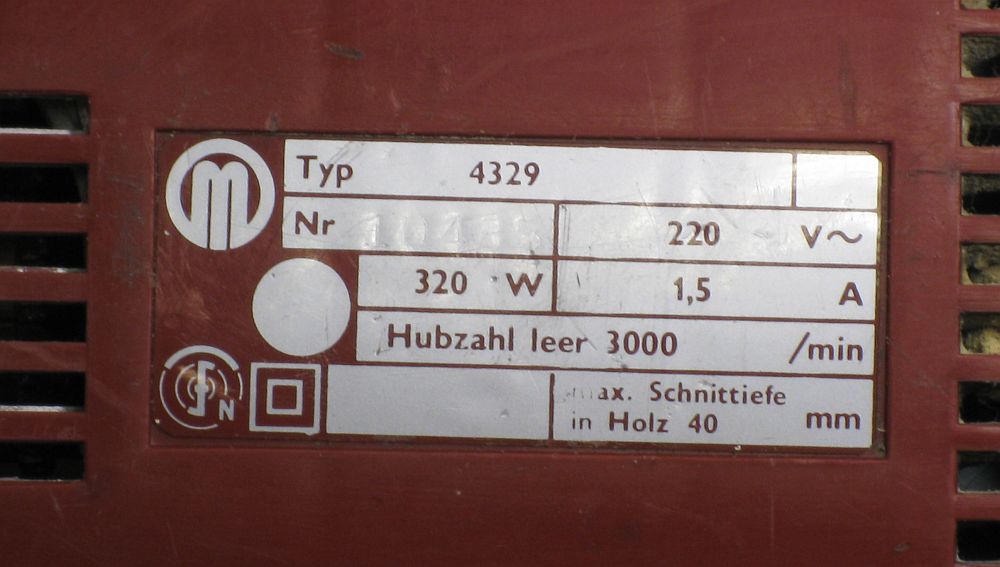 Typ 4329
Nr
220 V~
320 W 1,5 A
Hubzahl leer 3000 /min
max. Schnittiefe
in Holz 40 mm
N